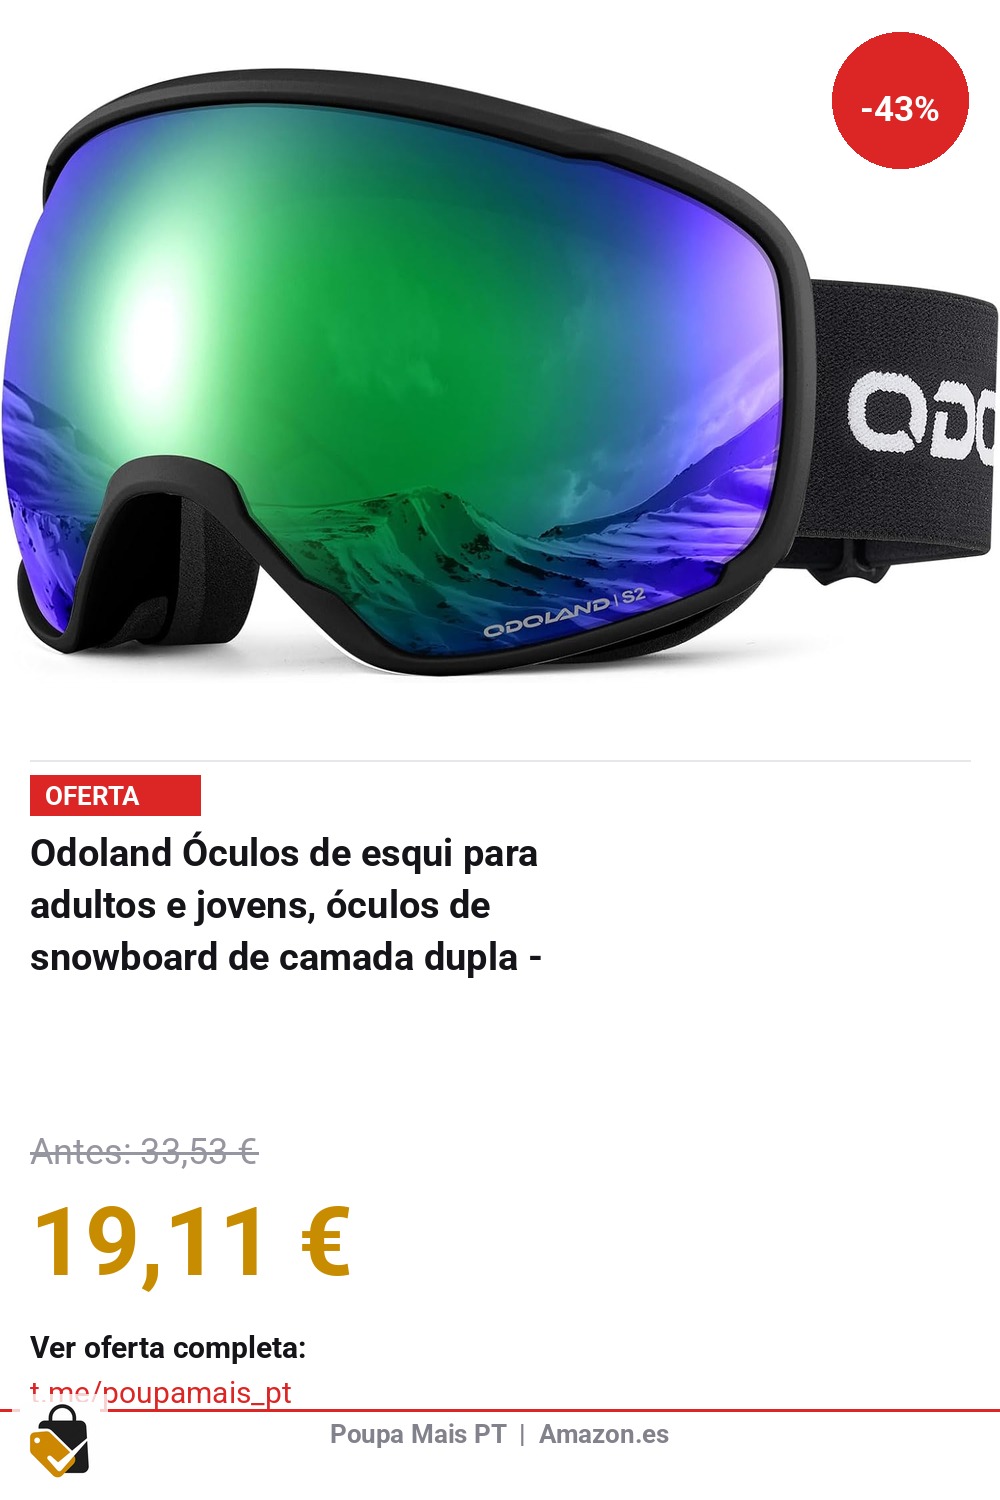 -43%
ODO
ODOLAND | S2
OFERTA
Odoland Óculos de esqui para
adultos e jovens, óculos de
snowboard de camada dupla -
Antes: 33,53 €
19,11 €
Ver oferta completa:
t.me/poupamais_pt
Poupa Mais PT | Amazon.es